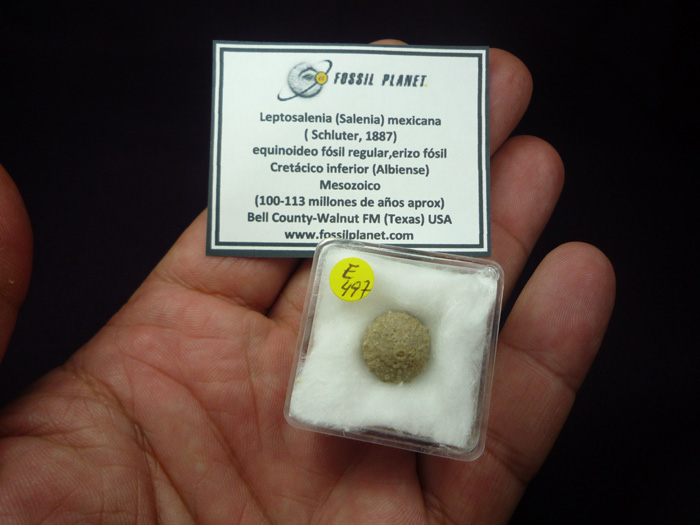 FOSSIL PLANET
Leptosalenia (Salenia) mexicana
( Schluter, 1887)
equinoideo fósil regular,erizo fósil
Cretácico inferior (Albiense)
Mesozoico
(100-113 millones de años aprox)
Bell County-Walnut FM (Texas) USA
www.fossilplanet.com
E
497